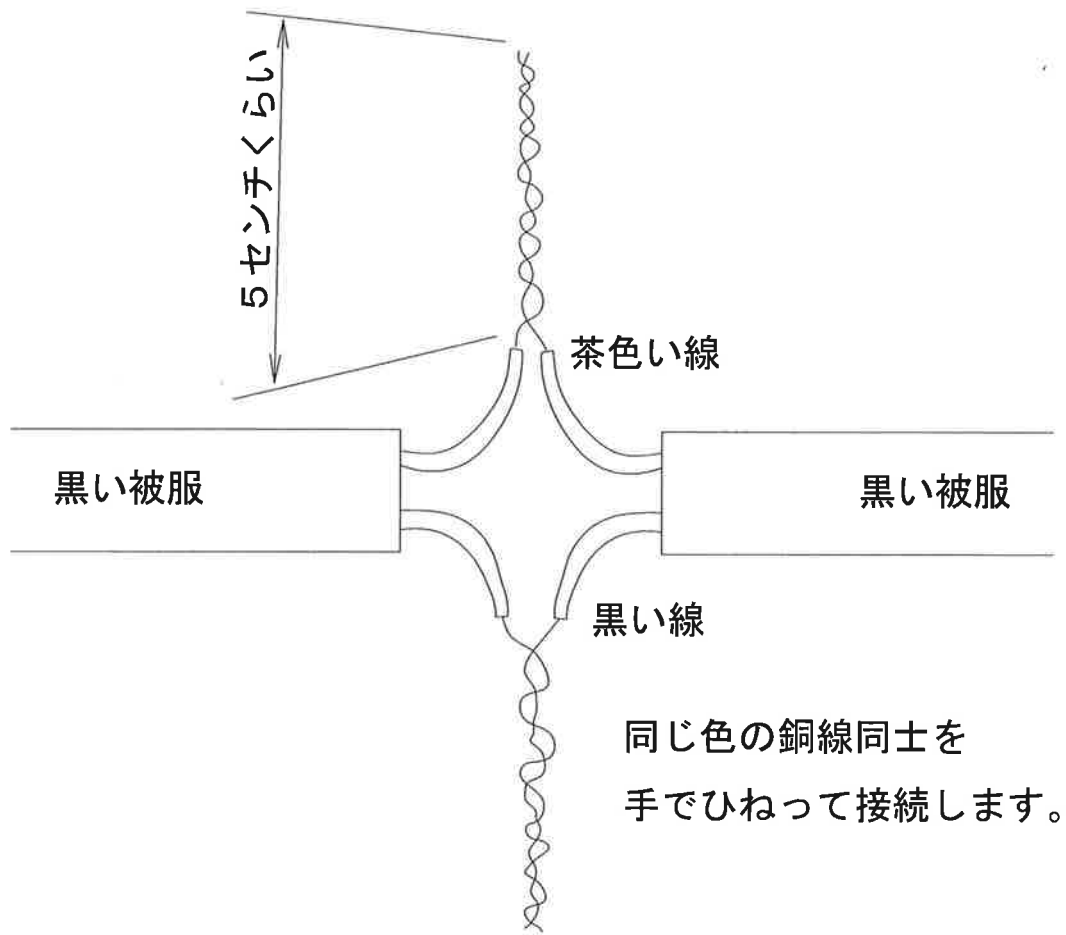 5センチくらい
茶色い線
黒い被服
黒い被服
黒い線
同じ色の銅線同士を
手でひねって接続します。